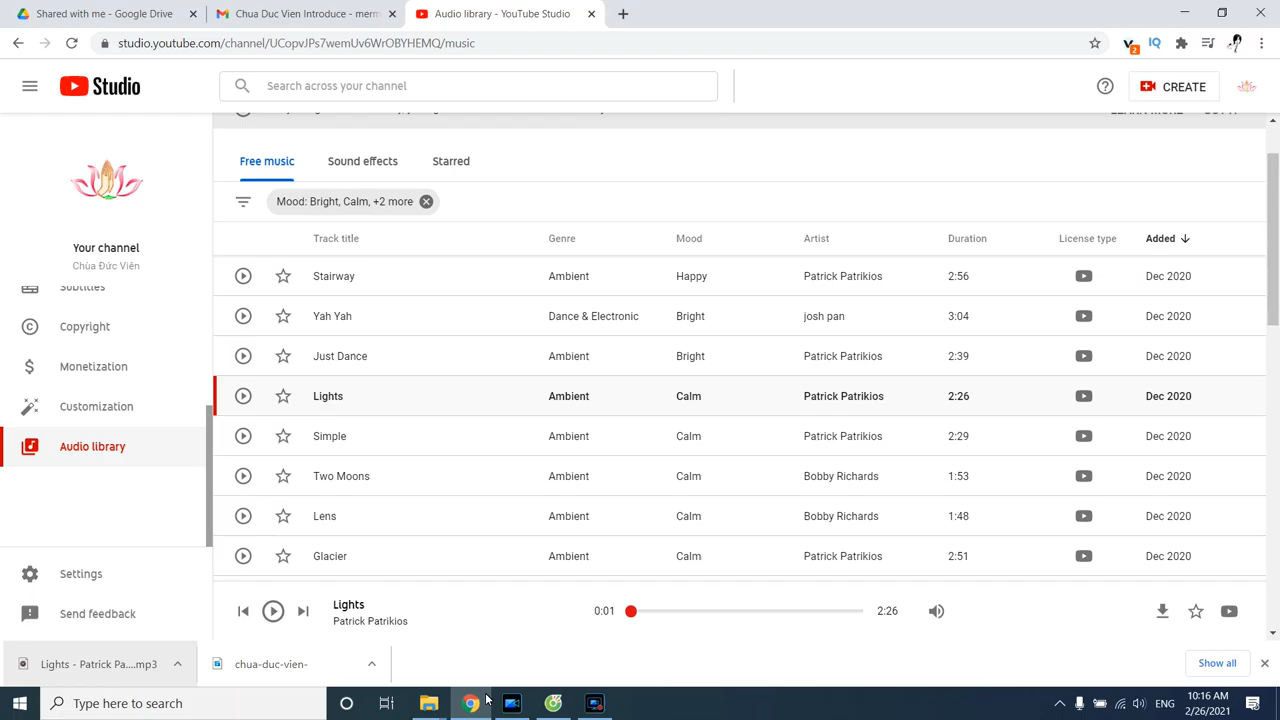 Shared with me - Google Drive
Chua Duc Vien Introduce - merm
Audio library - YouTube Studio
studio.youtube.com/channel/UCopvJPs7wemUv6WrOBYHEMQ/music
2
IQ
Studio
Search across your channel
CREATE
Your channel
Chùa Đức Viên
Subtitles
Copyright
Monetization
Customization
Audio library
Settings
Send feedback
Free music Sound effects Starred
Mood: Bright, Calm, +2 more
Track title Genre Mood Artist Duration License type Added
Stairway Ambient Happy Patrick Patrikios 2:56 Dec 2020
Yah Yah Dance & Electronic Bright josh pan 3:04 Dec 2020
Just Dance Ambient Bright Patrick Patrikios 2:39 Dec 2020
Lights Ambient Calm Patrick Patrikios 2:26 Dec 2020
Simple Ambient Calm Patrick Patrikios 2:29 Dec 2020
Two Moons Ambient Calm Bobby Richards 1:53 Dec 2020
Lens Ambient Calm Bobby Richards 1:48 Dec 2020
Glacier Ambient Calm Patrick Patrikios 2:51 Dec 2020
Lights
Patrick Patrikios
0:01 2:26
Lights - Patrick Pa....mp3
chua-duc-vien-
Show all
Type here to search
ENG
10:16 AM
2/26/2021